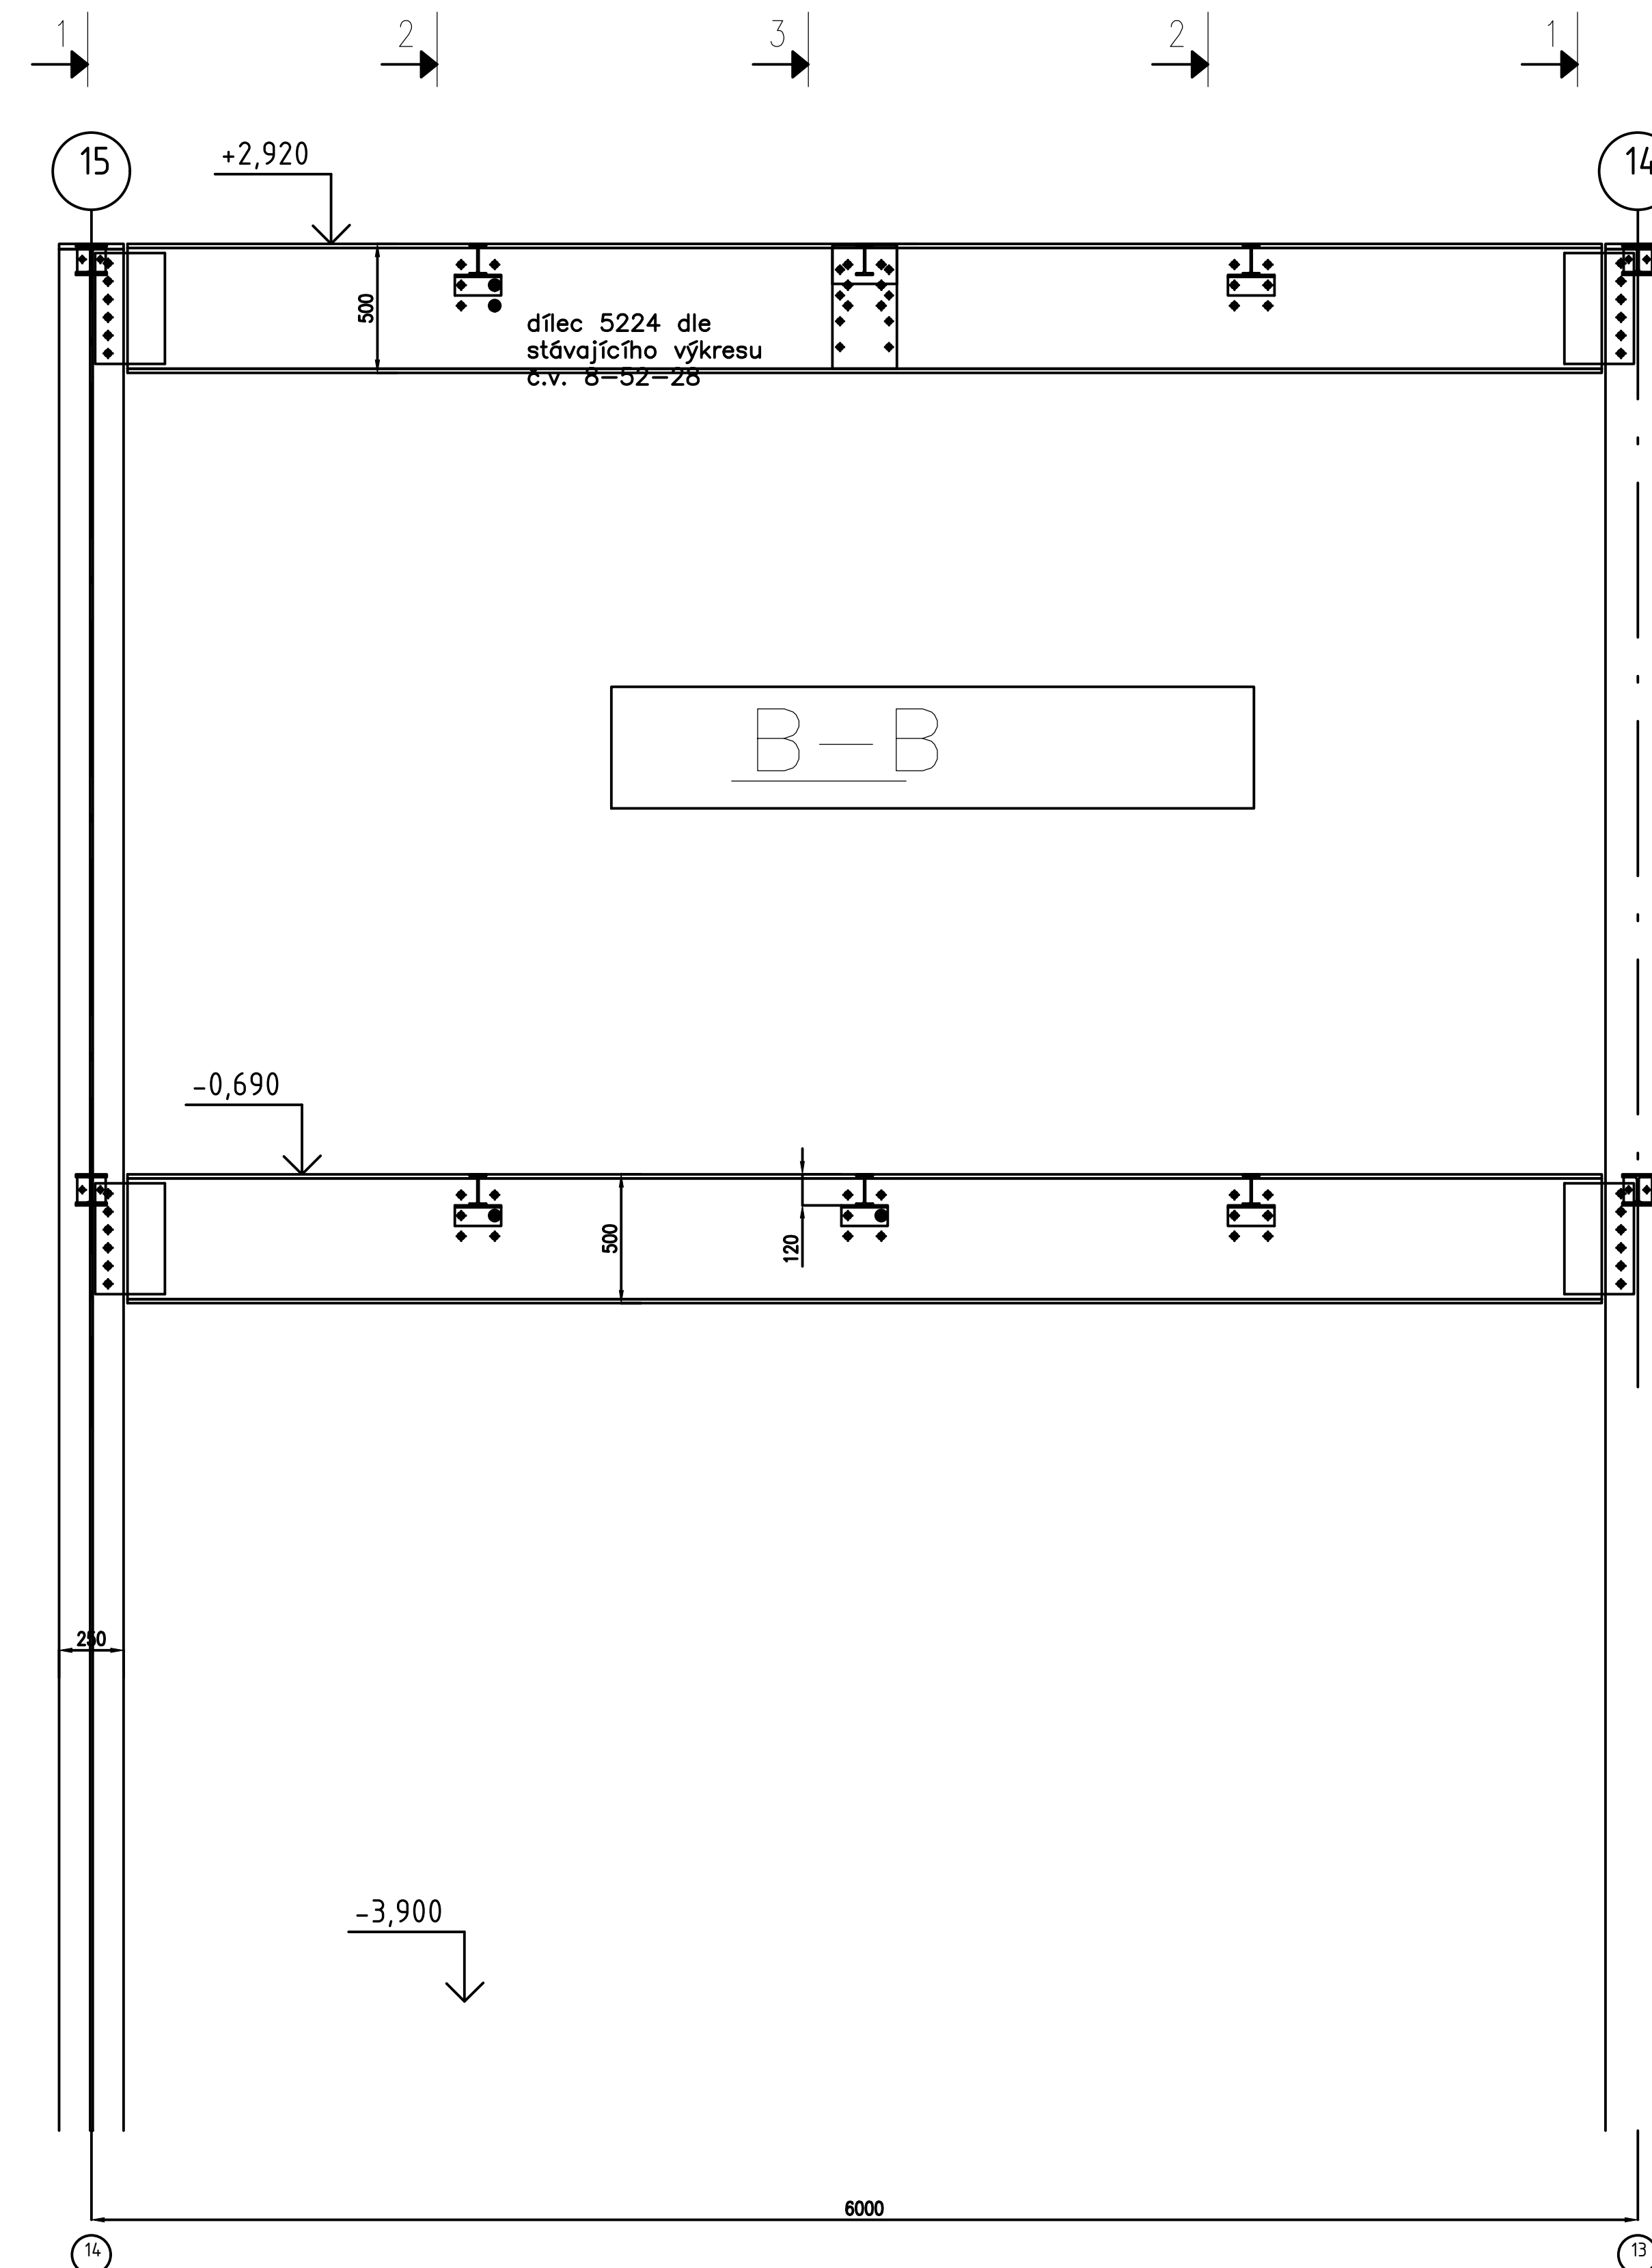 1 2 3 2 1
15 14
+2,920
500
dílec 5224 dle
stávajícího výkresu
č.v. 8-52-28
B-B
-0,690
500
120
250
-3,900
6000
14 13